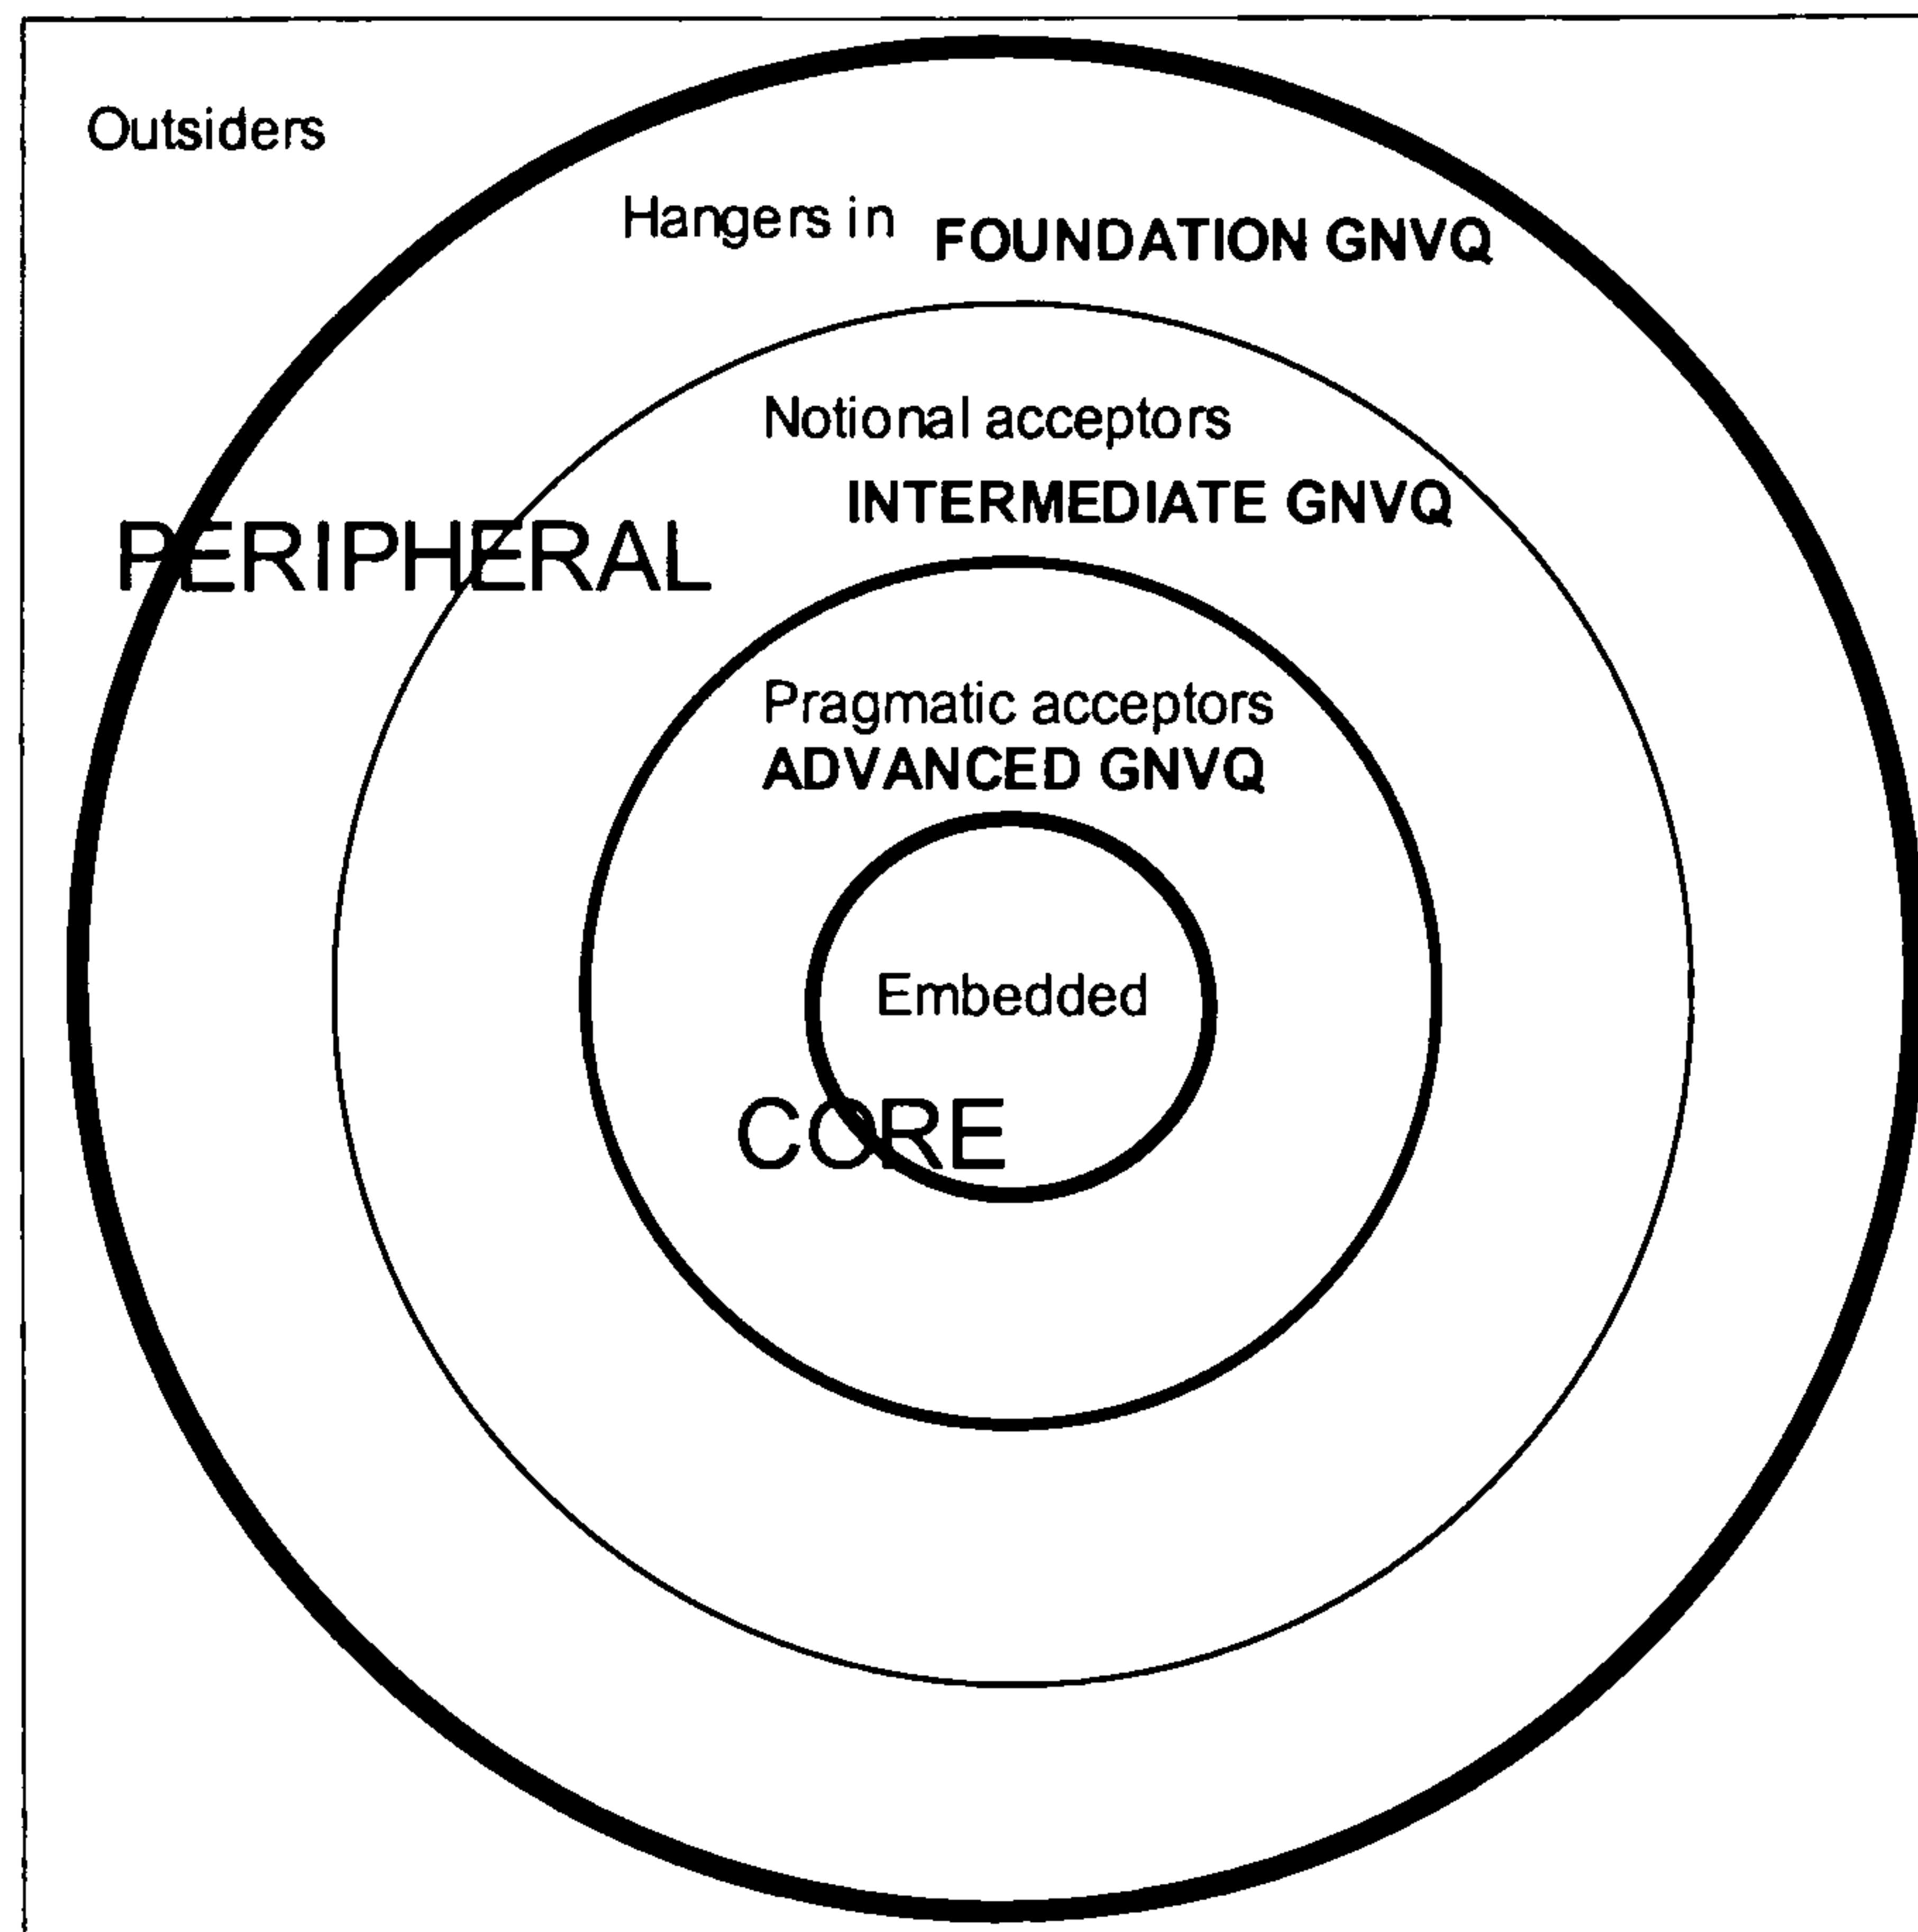 Outsiders
Hangers in FOUNDATION GNVQ
Notional acceptors
INTERMEDIATE GNVQ
PERIPHERAL
Pragmatic acceptors
ADVANCED GNVQ
Embedded
CORE